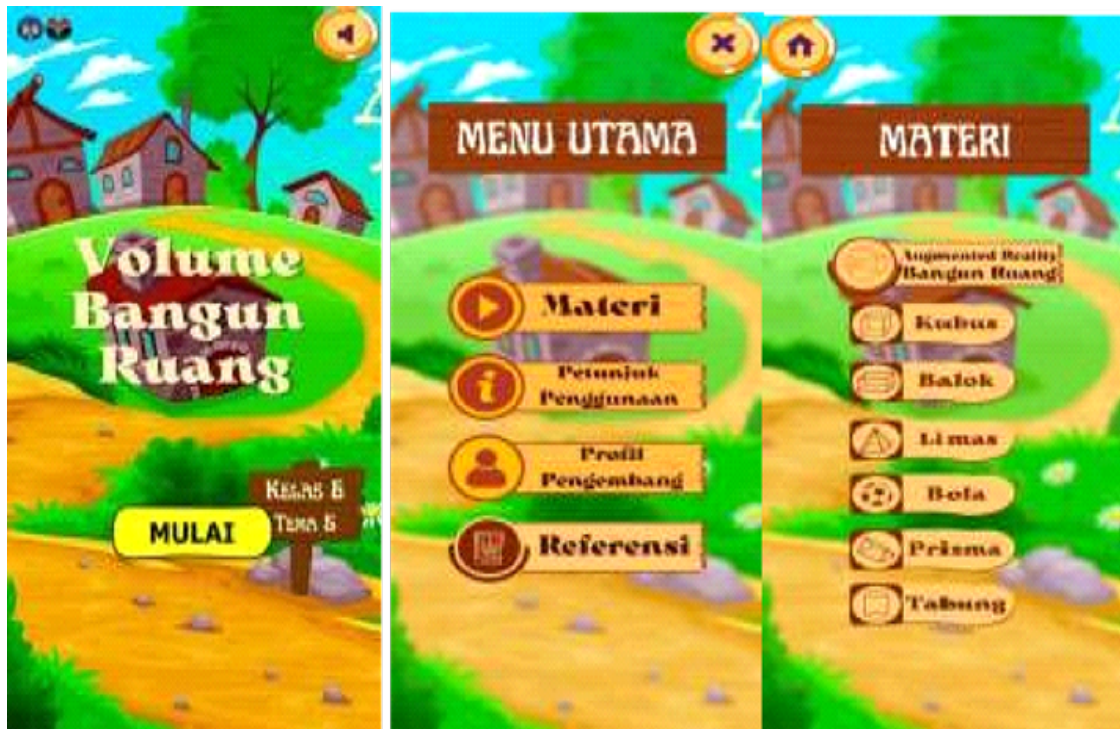 Volume
Bangun
Ruang
KELAS 6
TEMA 6
MULAI
MENU UTAMA
Materi
Petunjuk
Penggunaan
Profil
Pengembang
Referensi
MATERI
Augmented Reality
Bangun Ruang
Kubus
Balok
Limas
Bola
Prisma
Tabung